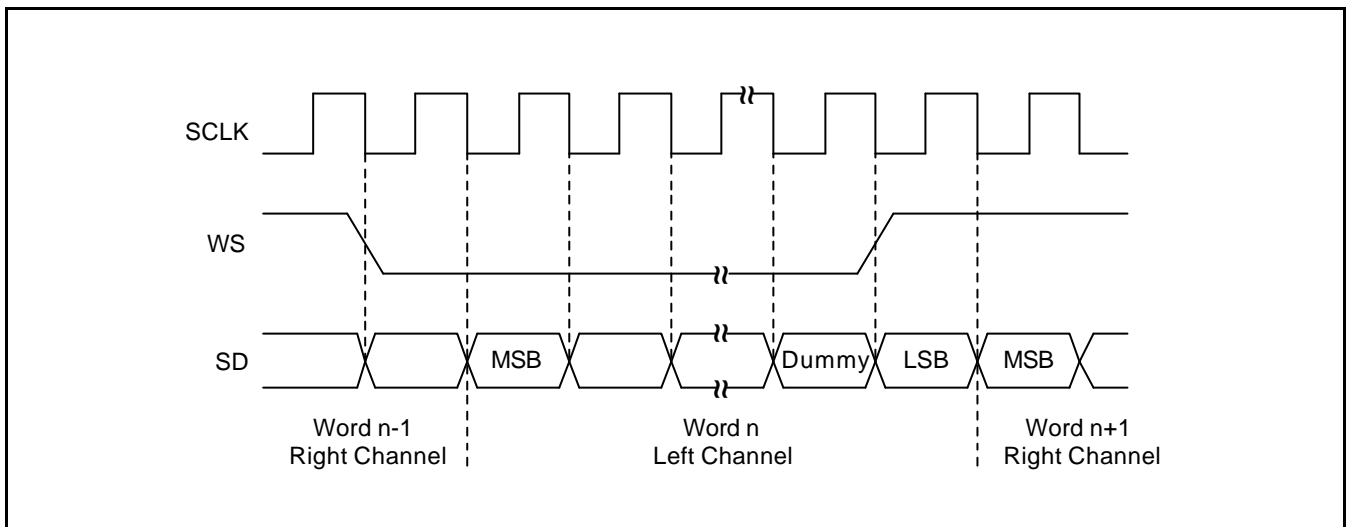 SCLK
WS
SD
MSB
Dummy
LSB
MSB
Word n-1
Right Channel
Word n
Left Channel
Word n+1
Right Channel